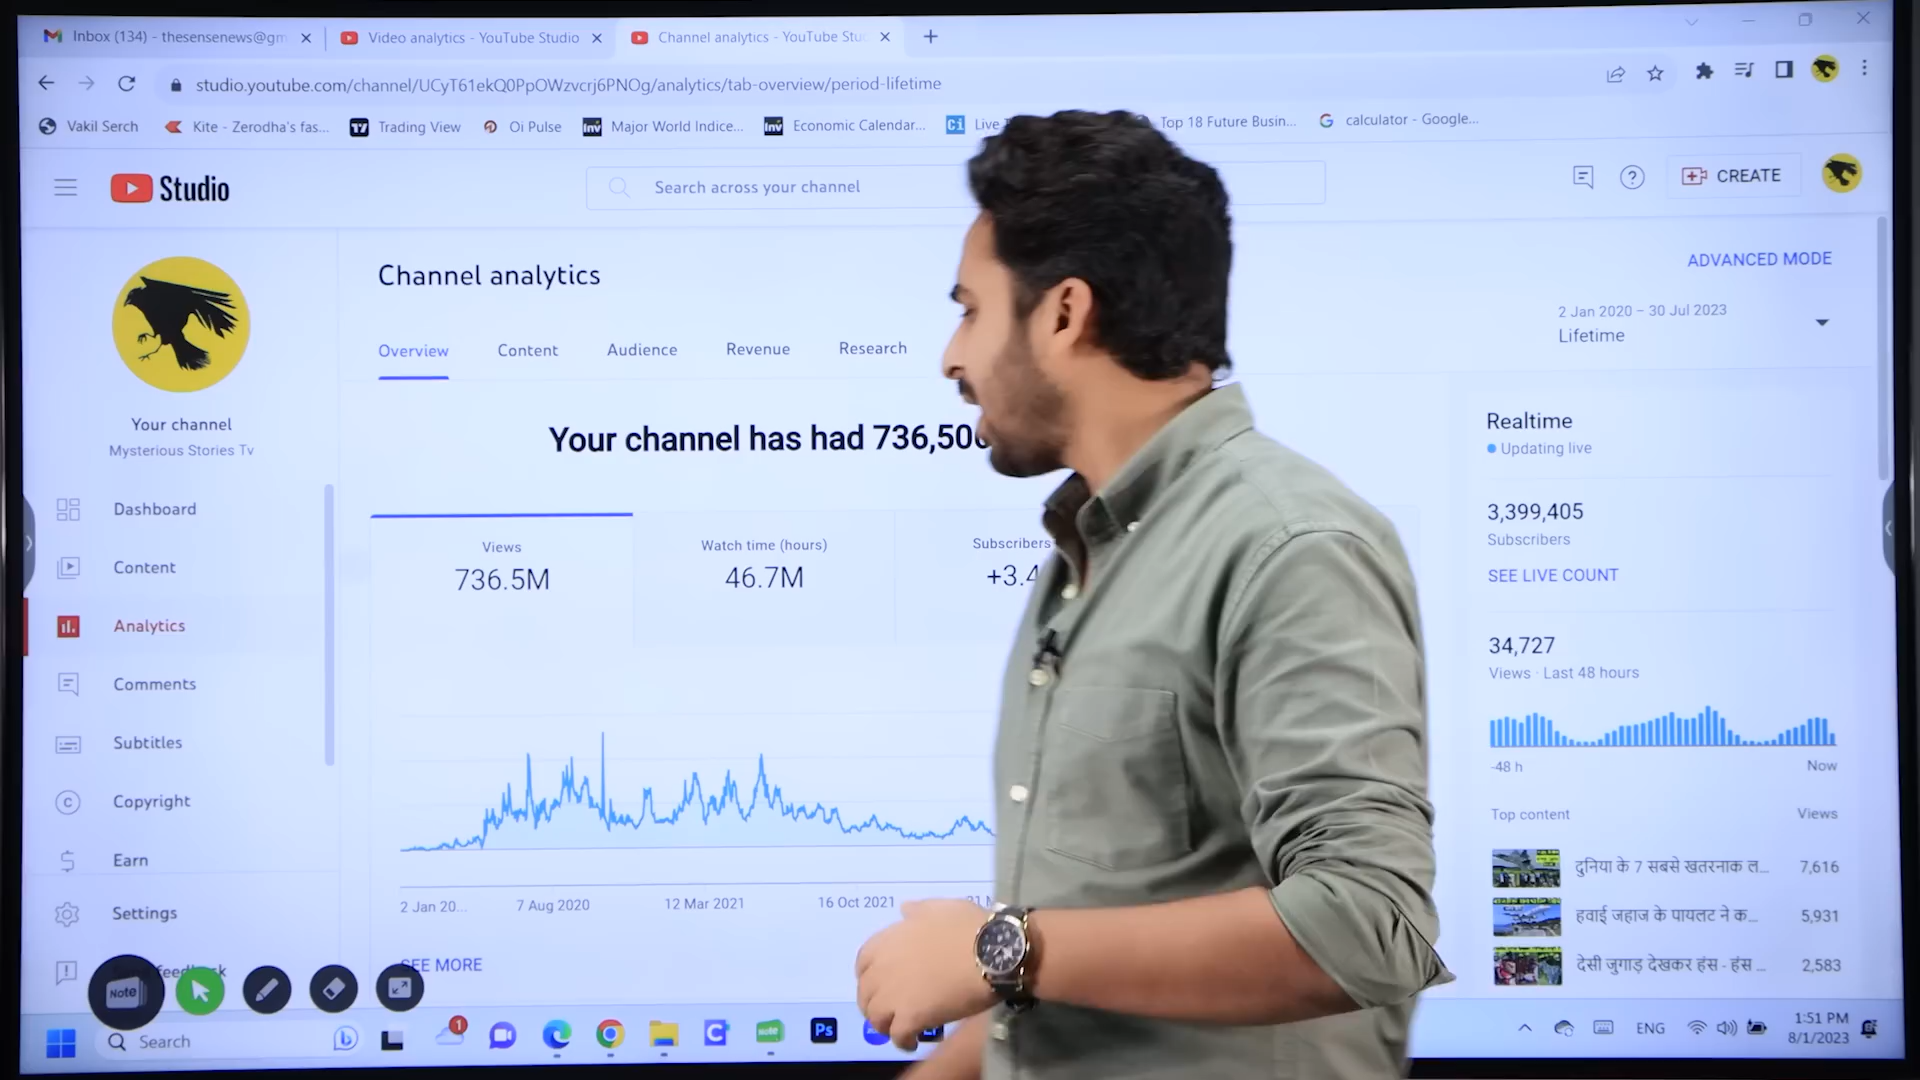 Inbox (134) - thesensenews@gm
Video analytics - YouTube Studio
Channel analytics - YouTube Stu
studio.youtube.com/channel/UCyT61ekQ0PpOWzvcrj6PNOg/analytics/tab-overview/period-lifetime
Vakil Serch
Kite - Zerodha's fas...
Trading View
Oi Pulse
Major World Indice...
Economic Calendar...
Live
Top 18 Future Busin...
calculator - Google...
Studio
Search across your channel
CREATE
Channel analytics
ADVANCED MODE
2 Jan 2020 – 30 Jul 2023
Lifetime
Overview
Content
Audience
Revenue
Research
Your channel has had 736,50
Your channel
Mysterious Stories Tv
Dashboard
Content
Analytics
Comments
Subtitles
Copyright
Earn
Settings
Views
736.5M
Watch time (hours)
46.7M
Subscribers
+3.4
2 Jan 20...
7 Aug 2020
12 Mar 2021
16 Oct 2021
SEE MORE
Realtime
Updating live
3,399,405
Subscribers
SEE LIVE COUNT
34,727
Views · Last 48 hours
-48 h
Now
Top content
Views
दुनिया के 7 सबसे खतरनाक ल...
7,616
हवाई जहाज के पायलट ने क...
5,931
देसी जुगाड़ देखकर हंस - हंस ...
2,583
Note
Search
1
Ps
ENG
1:51 PM
8/1/2023